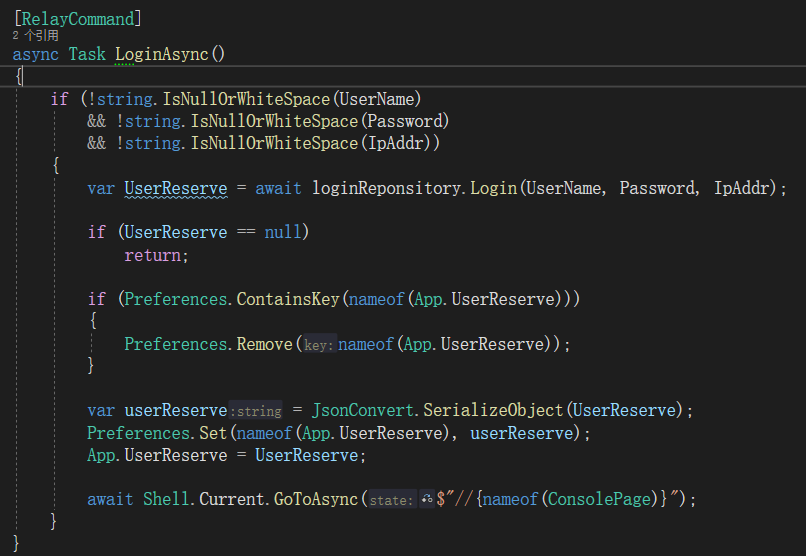 [RelayCommand]
2 个引用
async Task LoginAsync()
{
if (!string.IsNullOrWhiteSpace(UserName)
&& !string.IsNullOrWhiteSpace(Password)
&& !string.IsNullOrWhiteSpace(IpAddr))
{
var UserReserve = await loginReponsitory.Login(UserName, Password, IpAddr);
if (UserReserve == null)
return;
if (Preferences.ContainsKey(nameof(App.UserReserve)))
{
Preferences.Remove(key:nameof(App.UserReserve));
}
var userReserve:string = JsonConvert.SerializeObject(UserReserve);
Preferences.Set(nameof(App.UserReserve), userReserve);
App.UserReserve = UserReserve;
await Shell.Current.GoToAsync(state:$"//{nameof(ConsolePage)}");
}
}